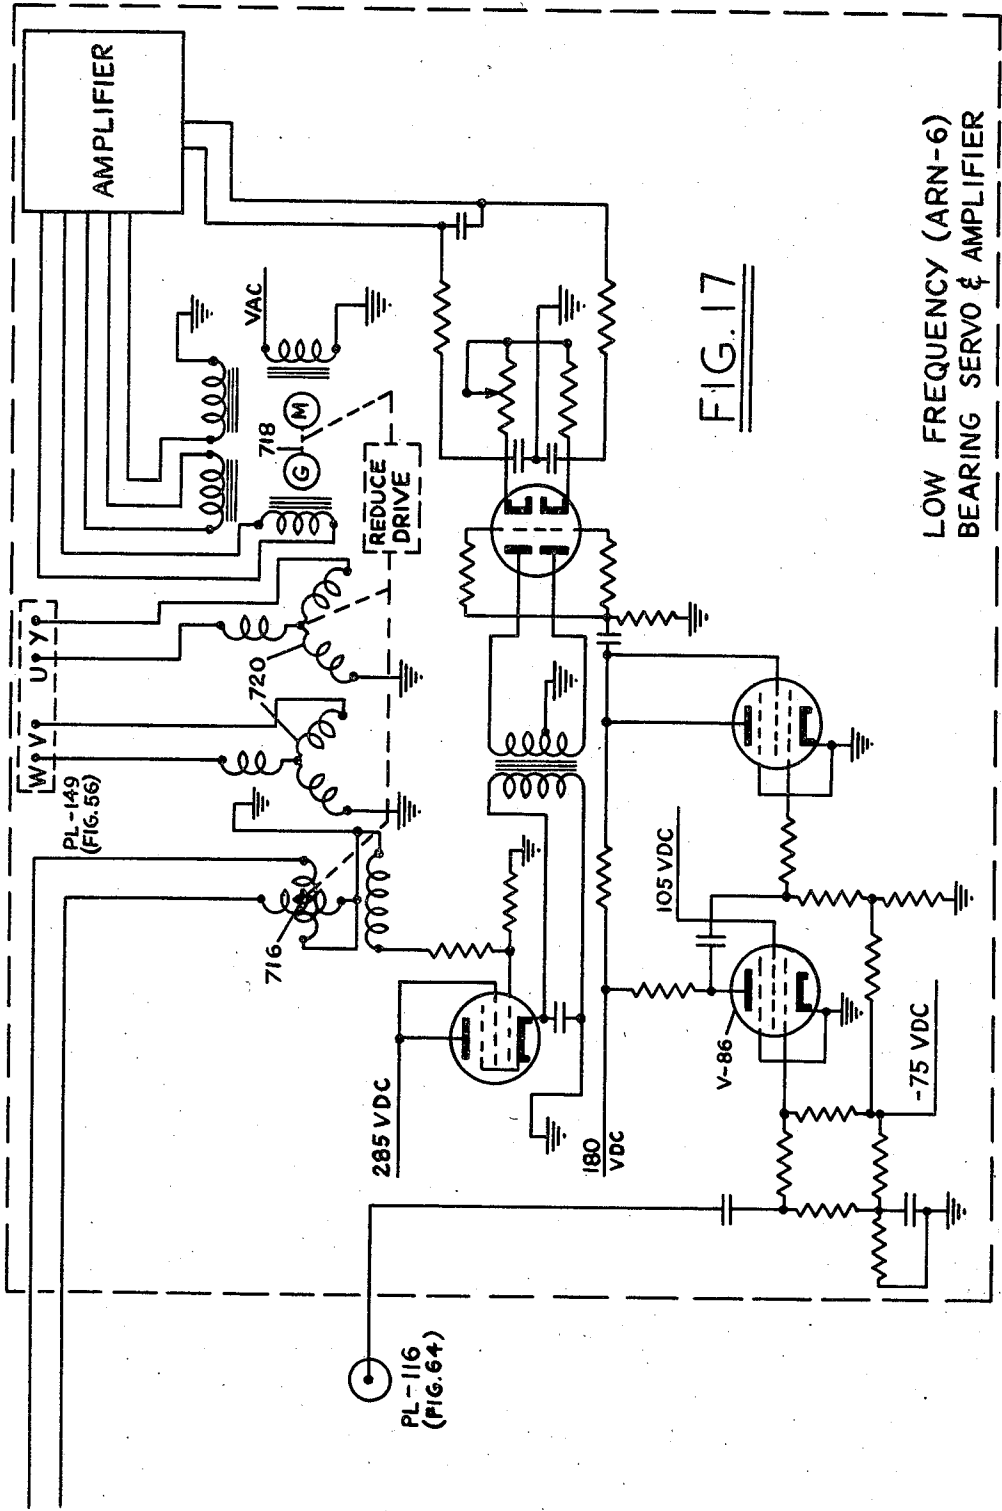 AMPLIFIER
VAC
718
G
M
REDUCE
DRIVE
W V U Y
PL-149
(FIG. 56)
720
716
285 VDC
180
VDC
105 VDC
V-86
-75 VDC
PL-116
(FIG. 64)
FIG. 17
LOW FREQUENCY (ARN-6)
BEARING SERVO & AMPLIFIER